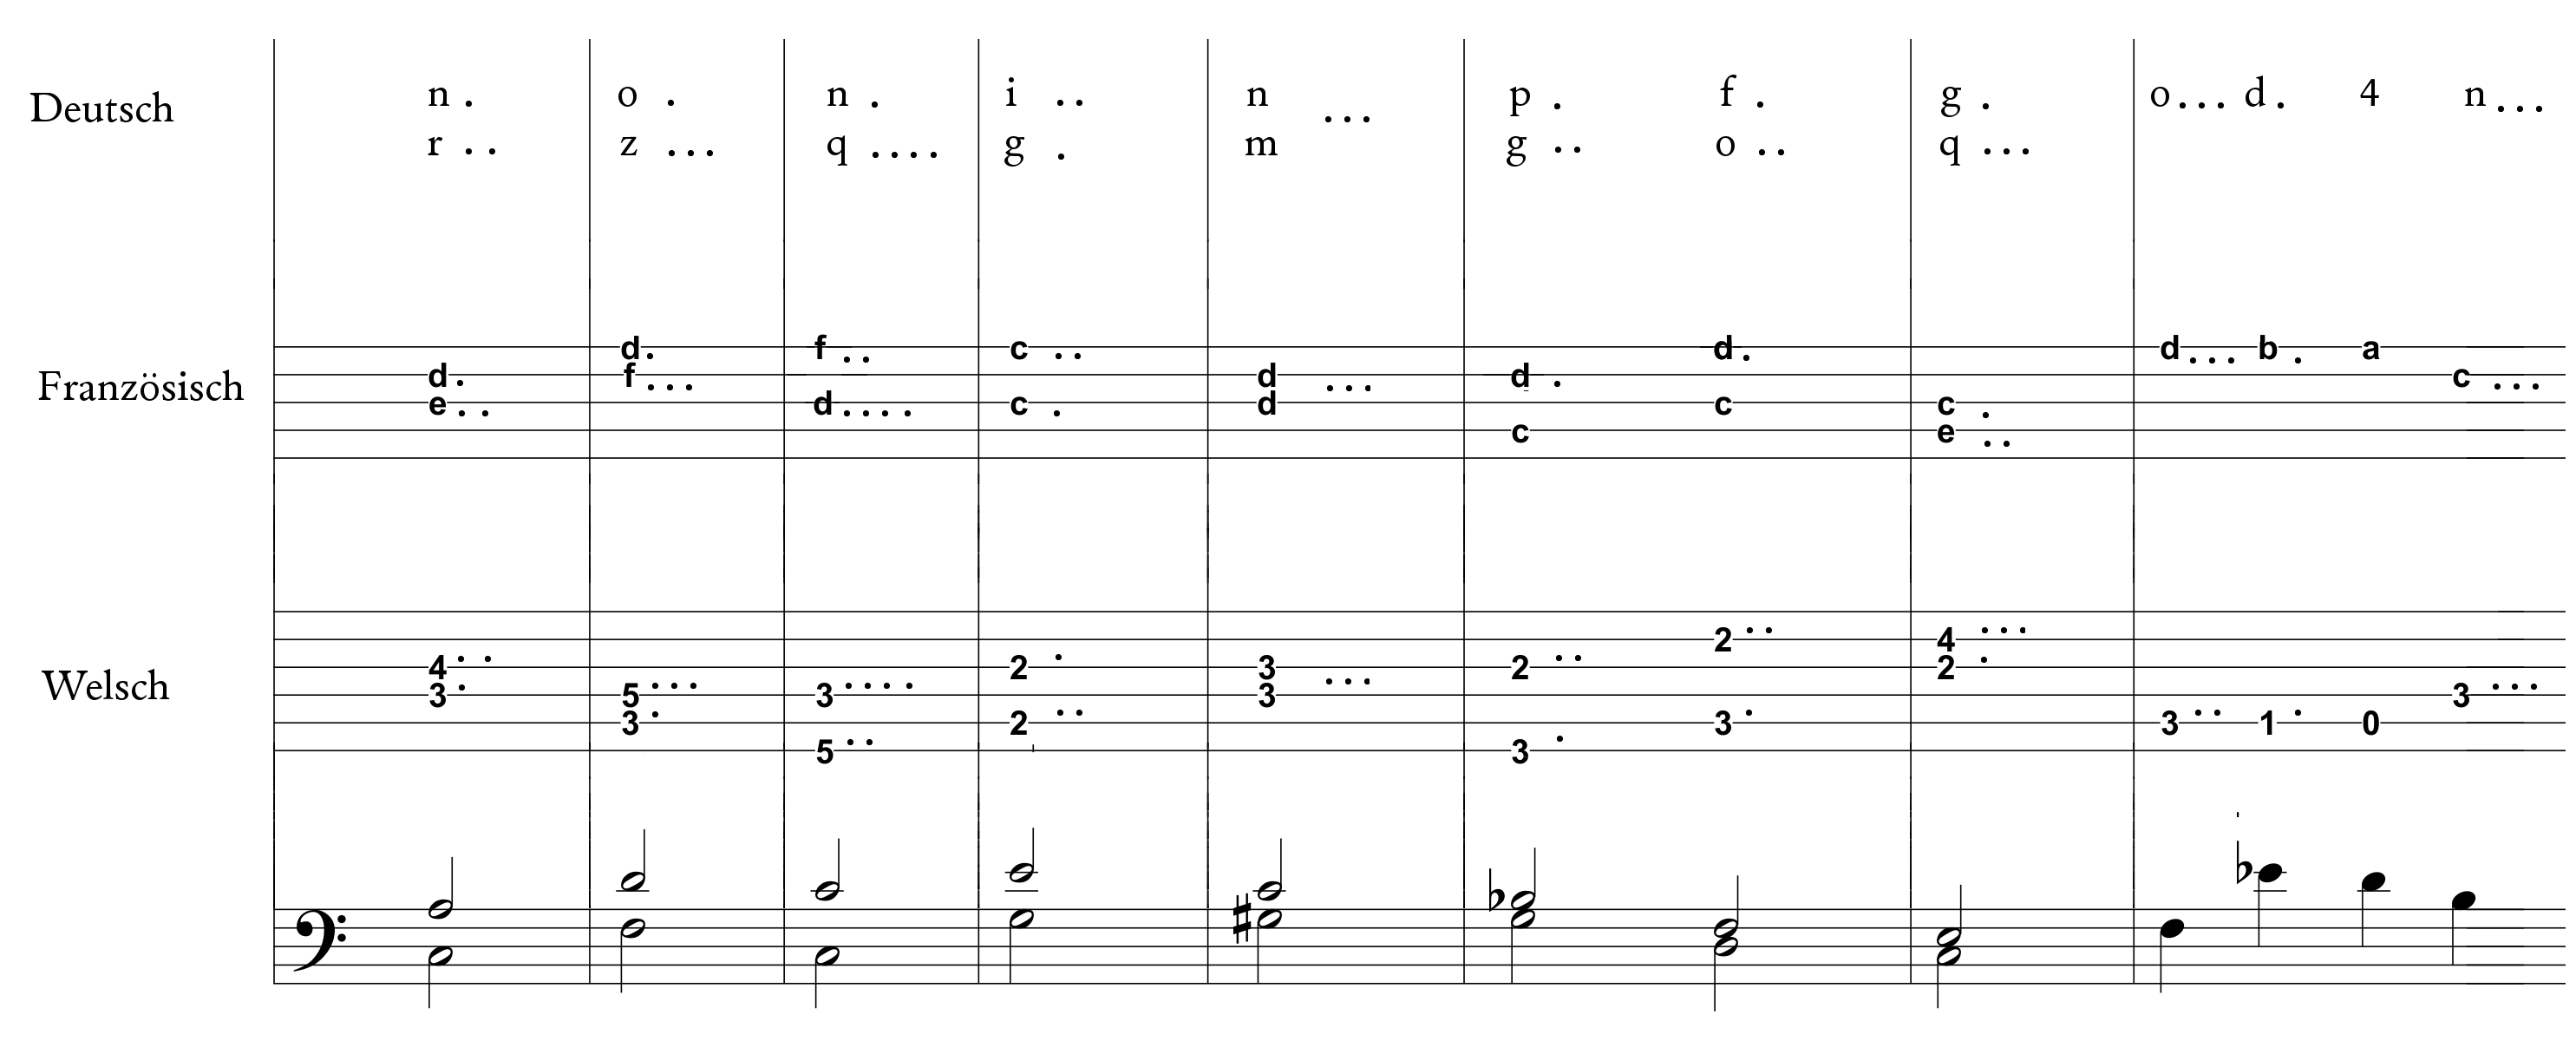 n . o . n . i .. n p . f . g . o... d . 4 n...
Deutsch ...
r .. z ... q .... g . m g .. o .. q ...
d. f .. c .. d. d... b . a
Französisch d. f... d ... d . c ...
e.. d.... c . d c c .
c e ..
2 .. 4 ...
4.. 2 . 3 2 .. 2 .
Welsch 3. 5... 3.... 3 ... 3 ...
3. 2 .. 3 . 3 .. 1 . 0
5 .. 3 .